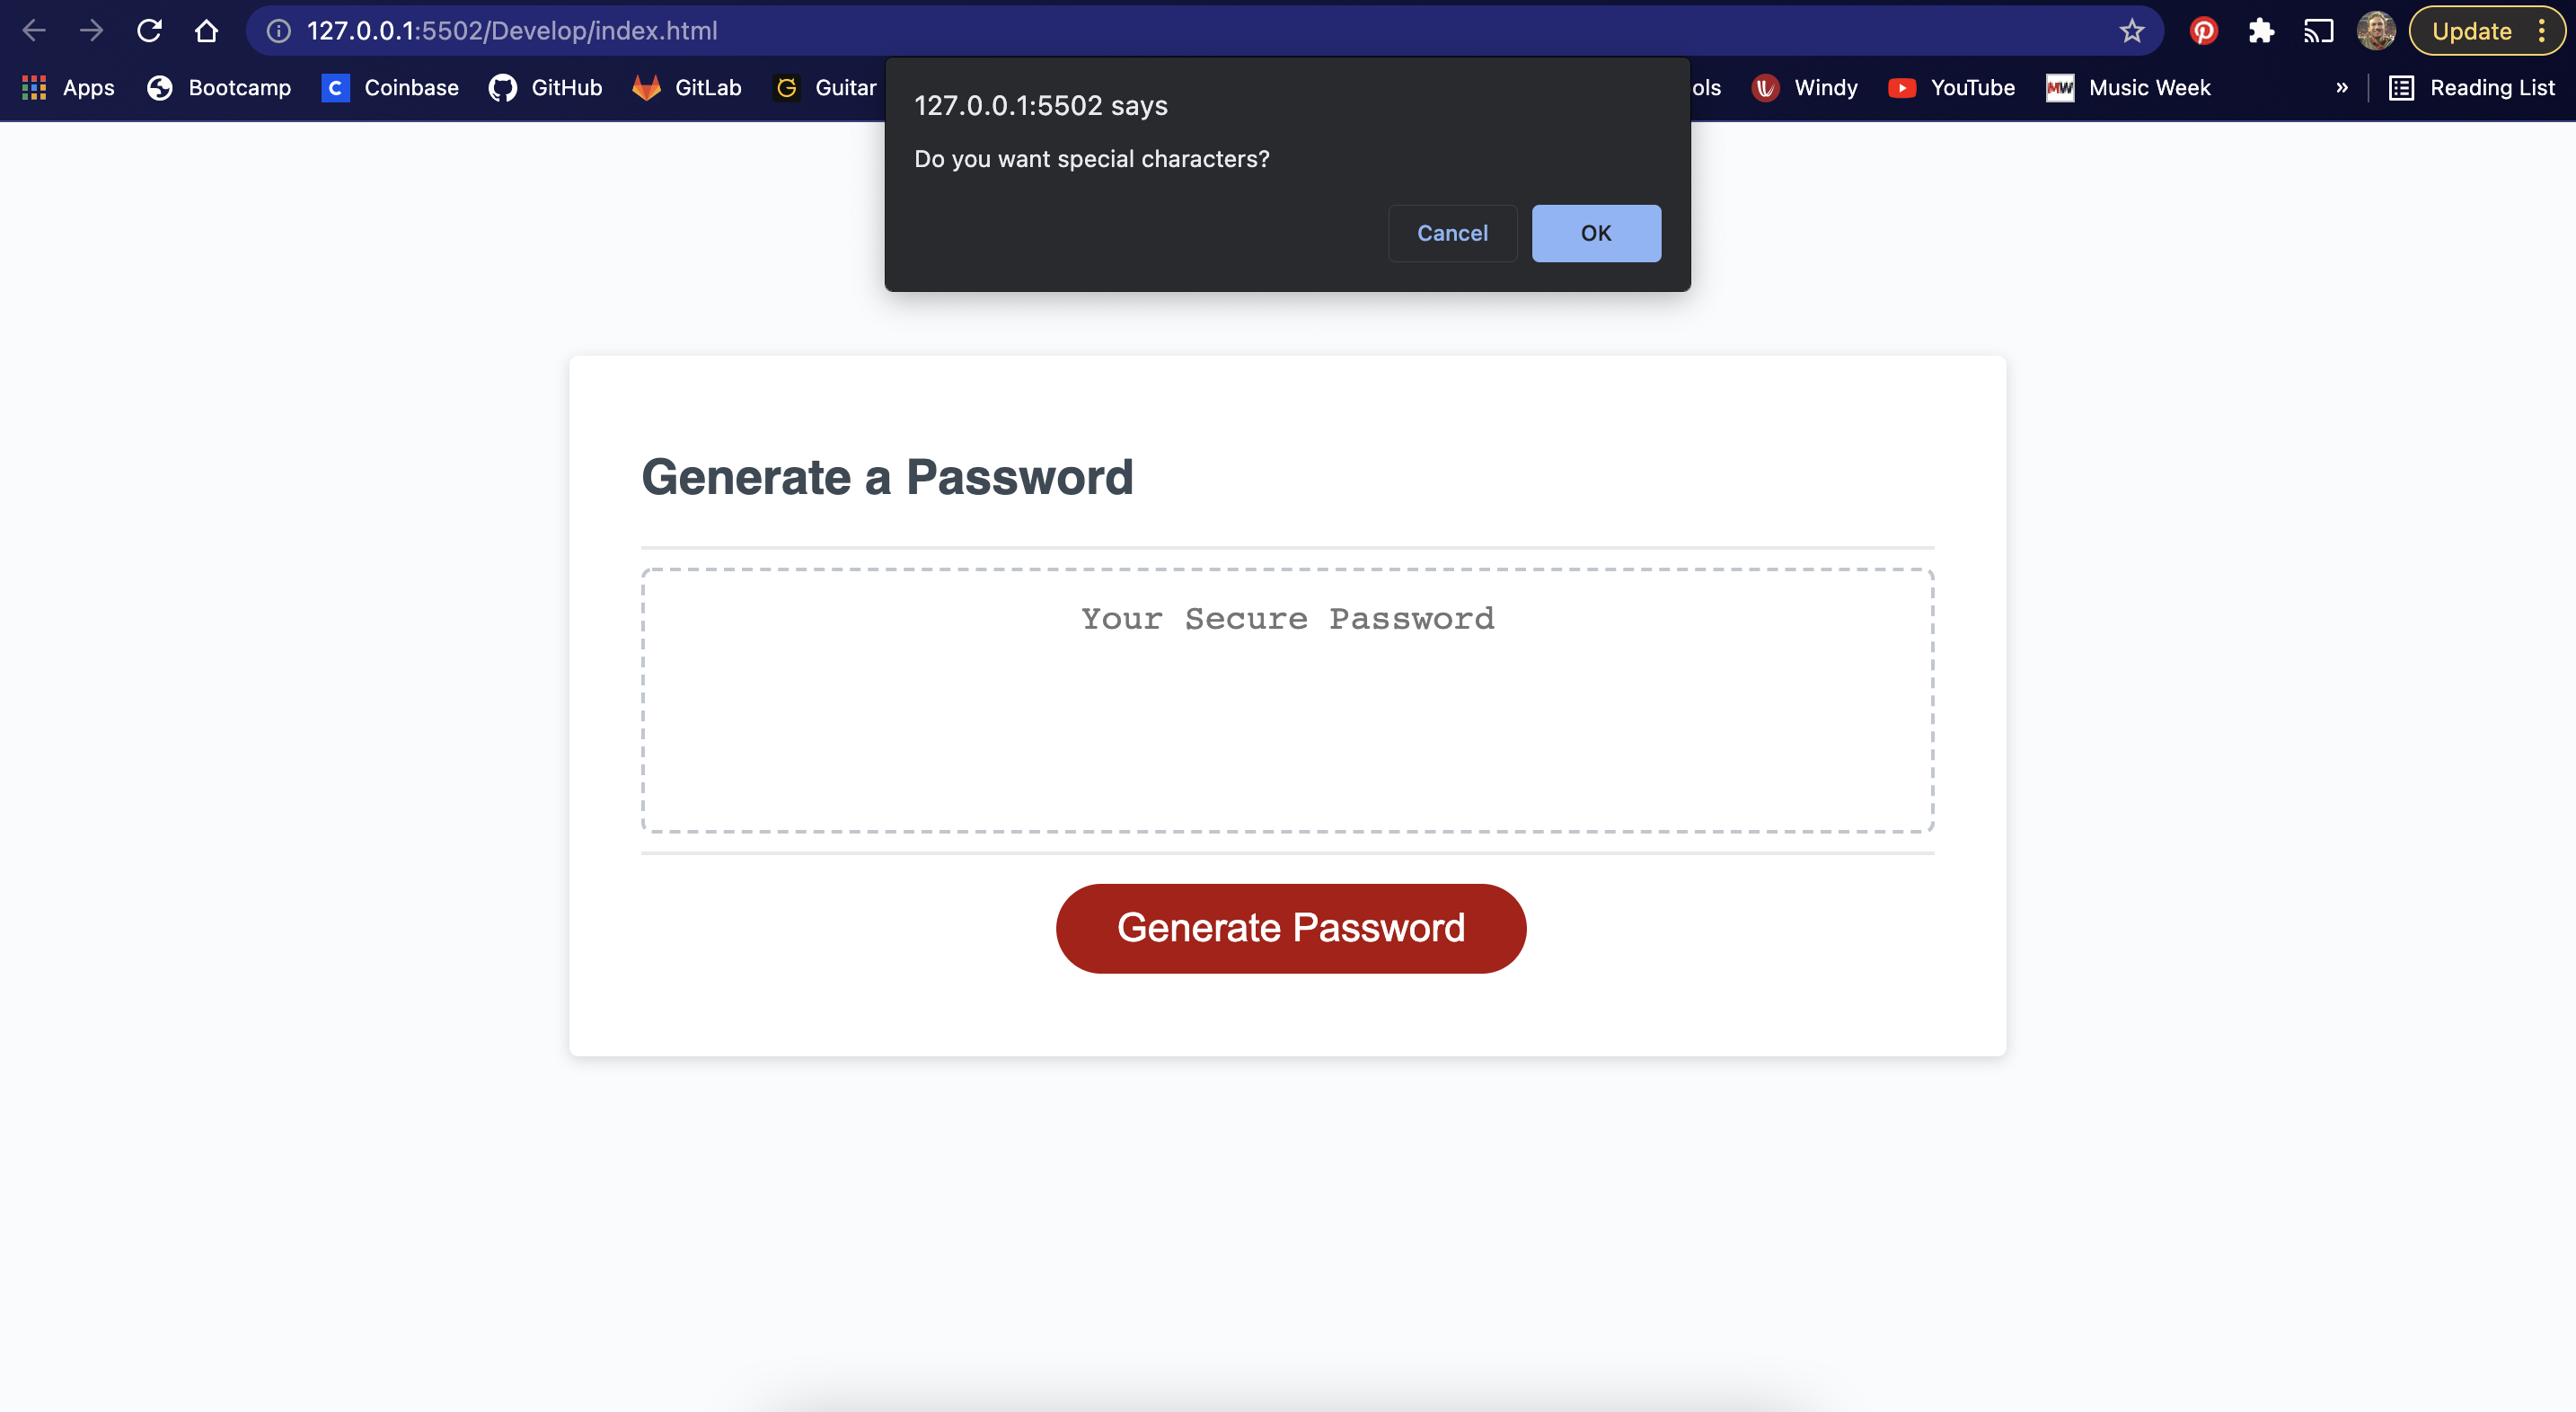 127.0.0.1:5502/Develop/index.html
Update
Apps Bootcamp C Coinbase GitHub GitLab G Guitar ols Windy YouTube MW Music Week » Reading List
127.0.0.1:5502 says
Do you want special characters?
Cancel OK
Generate a Password
Your Secure Password
Generate Password